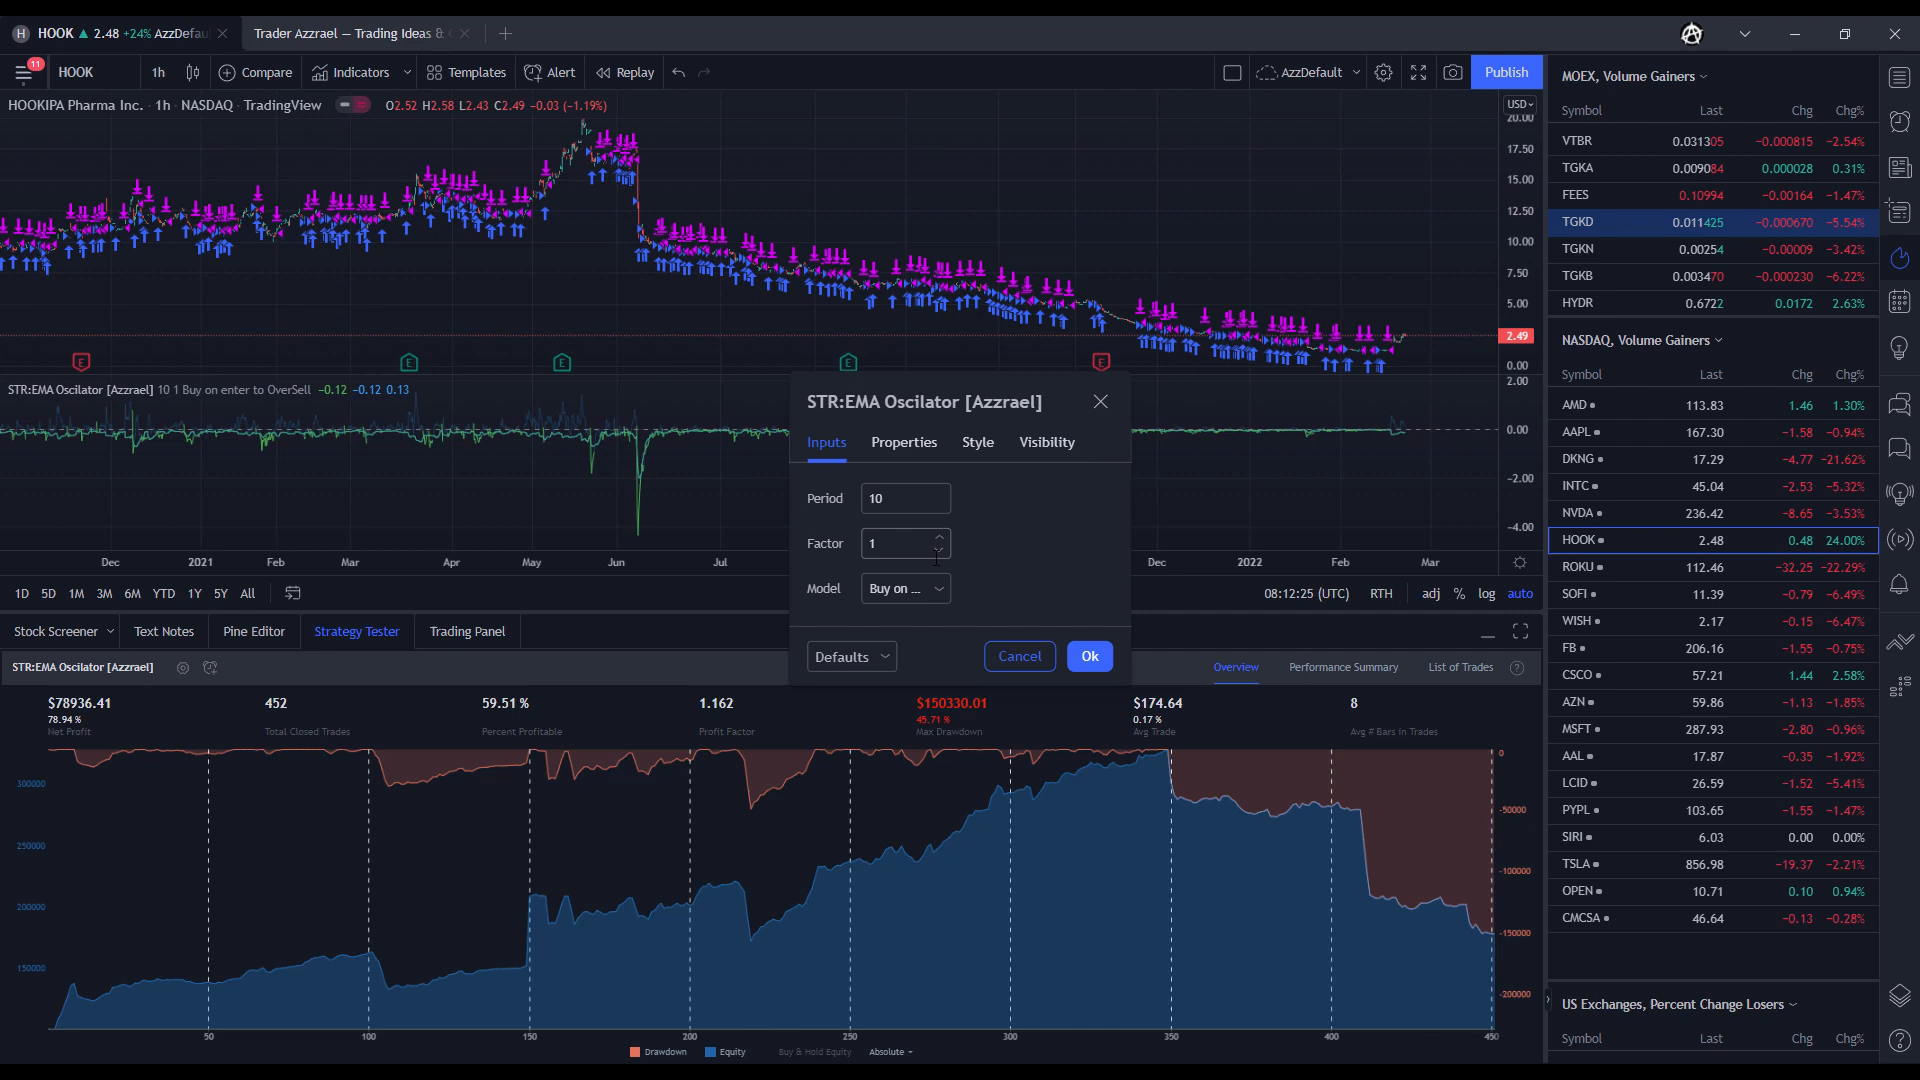 H HOOK ▲ 2.48 +24% AzzDefau
Trader Azzrael — Trading Ideas &
11
HOOK 1h Compare Indicators Templates Alert Replay AzzDefault Publish
HOOKIPA Pharma Inc. · 1h · NASDAQ · TradingView O2.52 H2.58 L2.43 C2.49 −0.03 (−1.19%)
USD
20.00
17.50
15.00
12.50
10.00
7.50
5.00
2.49
0.00
E E E E E
STR:EMA Oscilator [Azzrael] 10 1 Buy on enter to OverSell −0.12 −0.12 0.13
2.00
0.00
−2.00
−4.00
Dec 2021 Feb Mar Apr May Jun Jul Dec 2022 Feb Mar
1D 5D 1M 3M 6M YTD 1Y 5Y All
08:12:25 (UTC) RTH adj % log auto
STR:EMA Oscilator [Azzrael]
Inputs Properties Style Visibility
Period 10
Factor 1
Model Buy on ...
Defaults Cancel Ok
Stock Screener Text Notes Pine Editor Strategy Tester Trading Panel
STR:EMA Oscilator [Azzrael]
Overview Performance Summary List of Trades
$78936.41 452 59.51 % 1.162 $150330.01 $174.64 8
78.94 % 45.71 % 0.17 %
Net Profit Total Closed Trades Percent Profitable Profit Factor Max Drawdown Avg Trade Avg # Bars in Trades
300000
250000
200000
150000
0
-50000
-100000
-150000
-200000
50 100 150 200 250 300 350 400 450
Drawdown Equity Buy & Hold Equity Absolute
MOEX, Volume Gainers
Symbol Last Chg Chg%
VTBR 0.031305 −0.000815 −2.54%
TGKA 0.009084 0.000028 0.31%
FEES 0.10994 −0.00164 −1.47%
TGKD 0.011425 −0.000670 −5.54%
TGKN 0.00254 −0.00009 −3.42%
TGKB 0.003470 −0.000230 −6.22%
HYDR 0.6722 0.0172 2.63%
NASDAQ, Volume Gainers
Symbol Last Chg Chg%
AMD 113.83 1.46 1.30%
AAPL 167.30 −1.58 −0.94%
DKNG 17.29 −4.77 −21.62%
INTC 45.04 −2.53 −5.32%
NVDA 236.42 −8.65 −3.53%
HOOK 2.48 0.48 24.00%
ROKU 112.46 −32.25 −22.29%
SOFI 11.39 −0.79 −6.49%
WISH 2.17 −0.15 −6.47%
FB 206.16 −1.55 −0.75%
CSCO 57.21 1.44 2.58%
AZN 59.86 −1.13 −1.85%
MSFT 287.93 −2.80 −0.96%
AAL 17.87 −0.35 −1.92%
LCID 26.59 −1.52 −5.41%
PYPL 103.65 −1.55 −1.47%
SIRI 6.03 0.00 0.00%
TSLA 856.98 −19.37 −2.21%
OPEN 10.71 0.10 0.94%
CMCSA 46.64 −0.13 −0.28%
US Exchanges, Percent Change Losers
Symbol Last Chg Chg%